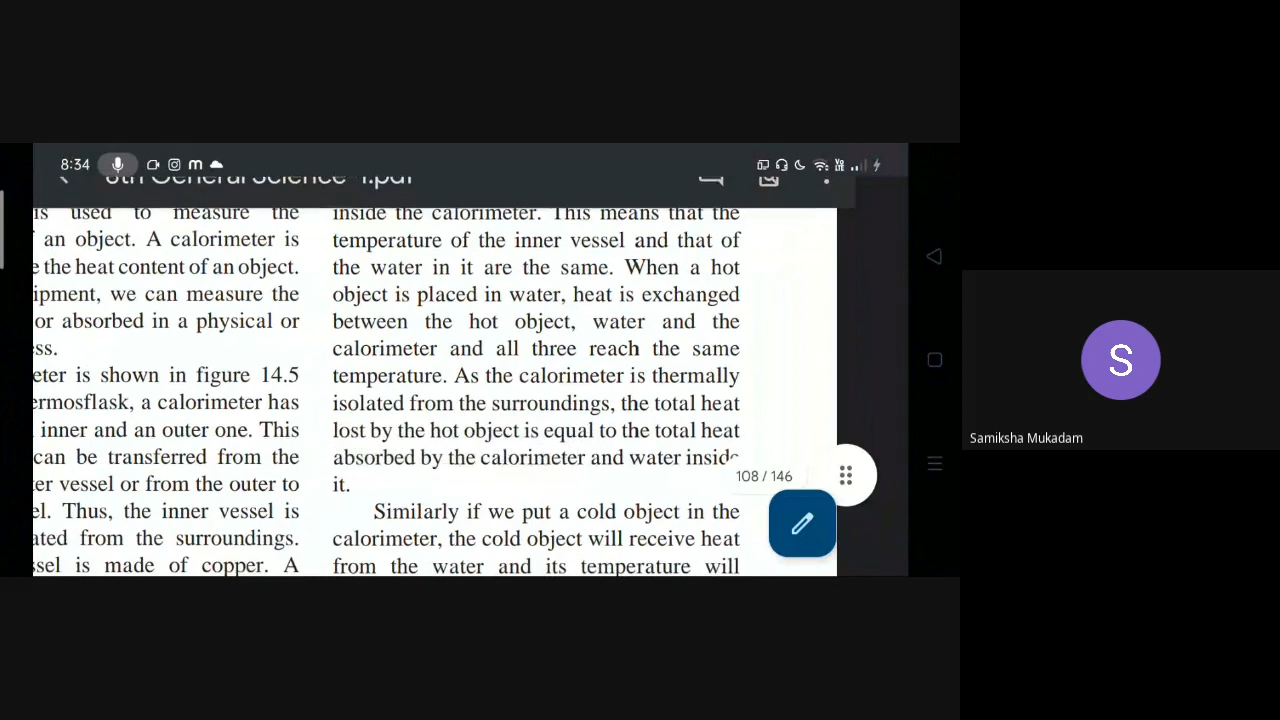 8:34
8th General Science
.pdf
is used to measure the
an object. A calorimeter is
e the heat content of an object.
ipment, we can measure the
or absorbed in a physical or
ss.
eter is shown in figure 14.5
ermosflask, a calorimeter has
inner and an outer one. This
can be transferred from the
er vessel or from the outer to
el. Thus, the inner vessel is
ated from the surroundings.
ssel is made of copper. A
inside the calorimeter. This means that the
temperature of the inner vessel and that of
the water in it are the same. When a hot
object is placed in water, heat is exchanged
between the hot object, water and the
calorimeter and all three reach the same
temperature. As the calorimeter is thermally
isolated from the surroundings, the total heat
lost by the hot object is equal to the total heat
absorbed by the calorimeter and water inside
it.
Similarly if we put a cold object in the
calorimeter, the cold object will receive heat
from the water and its temperature will
108 / 146
S
Samiksha Mukadam